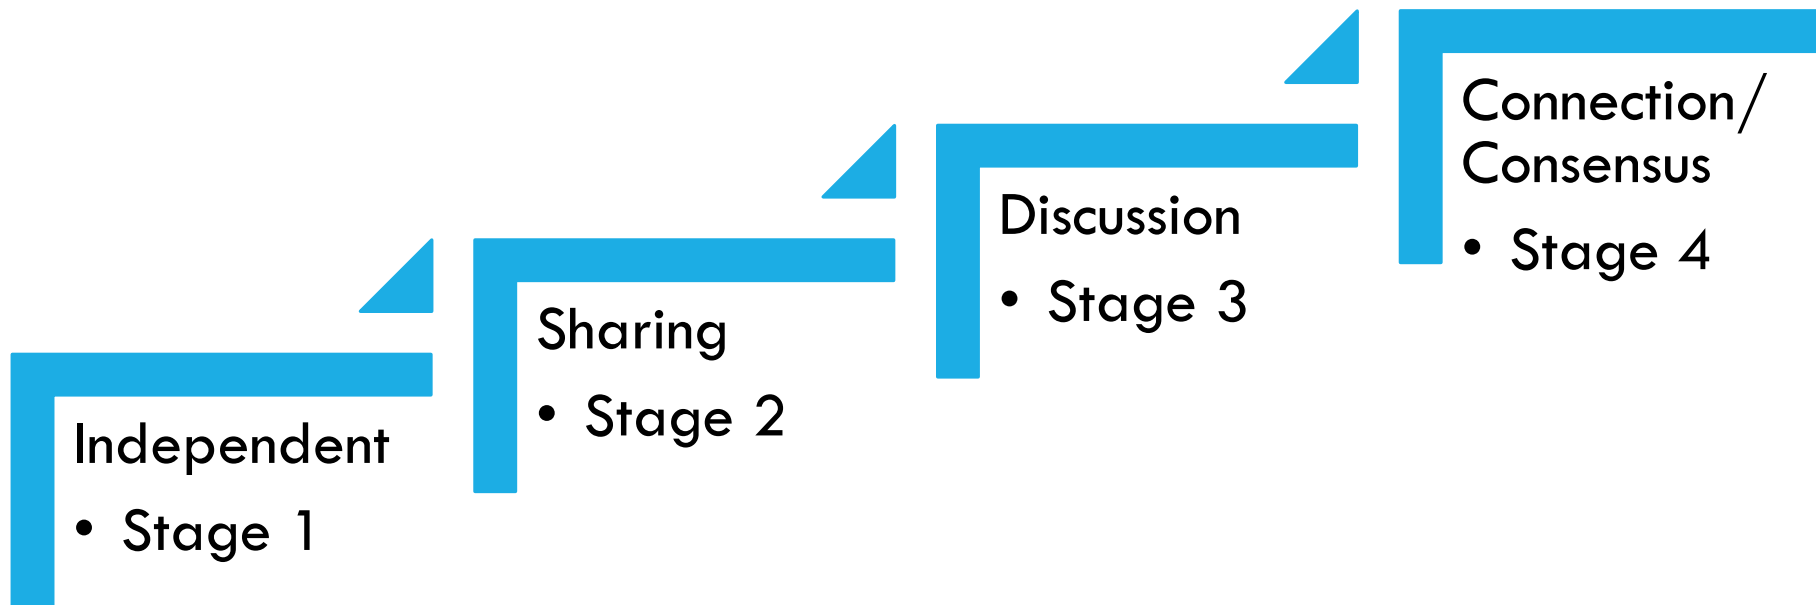 Independent
• Stage 1
Sharing
• Stage 2
Discussion
• Stage 3
Connection/
Consensus
• Stage 4